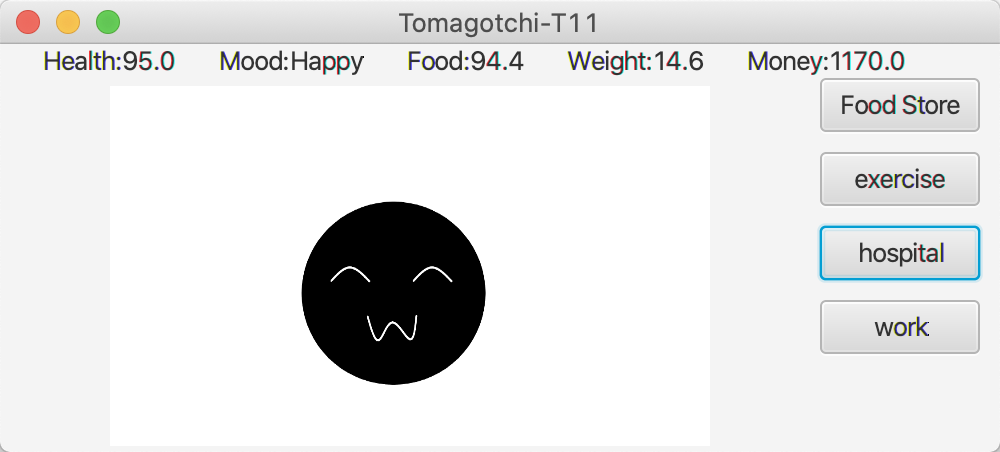 Tomagotchi-T11
Health:95.0 Mood:Happy Food:94.4 Weight:14.6 Money:1170.0
Food Store
exercise
hospital
work